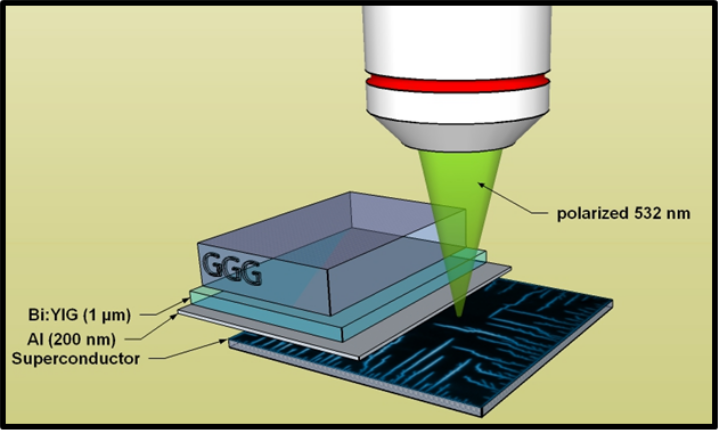 polarized 532 nm
GGG
Bi:YIG (1 µm)
Al (200 nm)
Superconductor